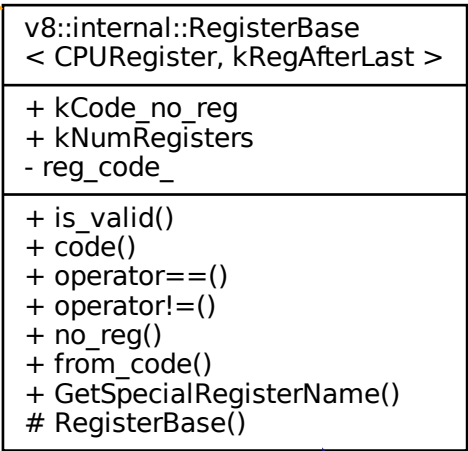 v8::internal::RegisterBase
< CPURegister, kRegAfterLast >
+ kCode_no_reg
+ kNumRegisters
- reg_code_
+ is_valid()
+ code()
+ operator==()
+ operator!=()
+ no_reg()
+ from_code()
+ GetSpecialRegisterName()
# RegisterBase()